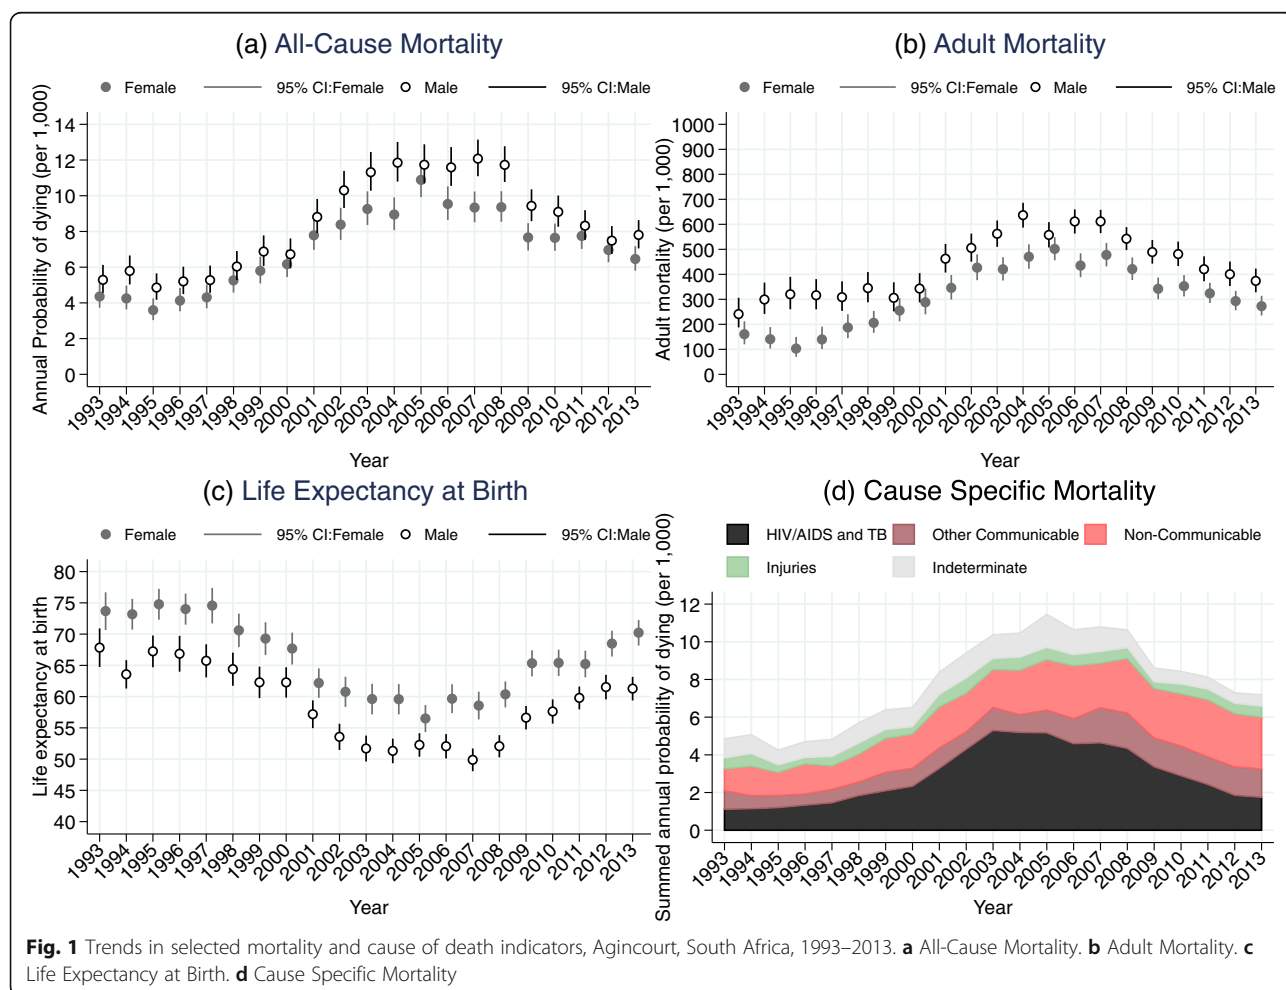 (a) All-Cause Mortality
Female 95% CI:Female Male 95% CI:Male
Annual Probability of dying (per 1,000)
14
12
10
8
6
4
2
0
1993 1994 1995 1996 1997 1998 1999 2000 2001 2002 2003 2004 2005 2006 2007 2008 2009 2010 2011 2012 2013
Year
(b) Adult Mortality
Female 95% CI:Female Male 95% CI:Male
Adult mortality (per 1,000)
1000
900
800
700
600
500
400
300
200
100
0
1993 1994 1995 1996 1997 1998 1999 2000 2001 2002 2003 2004 2005 2006 2007 2008 2009 2010 2011 2012 2013
Year
(c) Life Expectancy at Birth
Female 95% CI:Female Male 95% CI:Male
Life expectancy at birth
80
75
70
65
60
55
50
45
40
1993 1994 1995 1996 1997 1998 1999 2000 2001 2002 2003 2004 2005 2006 2007 2008 2009 2010 2011 2012 2013
Year
(d) Cause Specific Mortality
HIV/AIDS and TB Other Communicable Non-Communicable
Injuries Indeterminate
Summed annual probability of dying (per 1,000)
12
10
8
6
4
2
0
1993 1994 1995 1996 1997 1998 1999 2000 2001 2002 2003 2004 2005 2006 2007 2008 2009 2010 2011 2012 2013
Year
Fig. 1 Trends in selected mortality and cause of death indicators, Agincourt, South Africa, 1993–2013. a All-Cause Mortality. b Adult Mortality. c
Life Expectancy at Birth. d Cause Specific Mortality